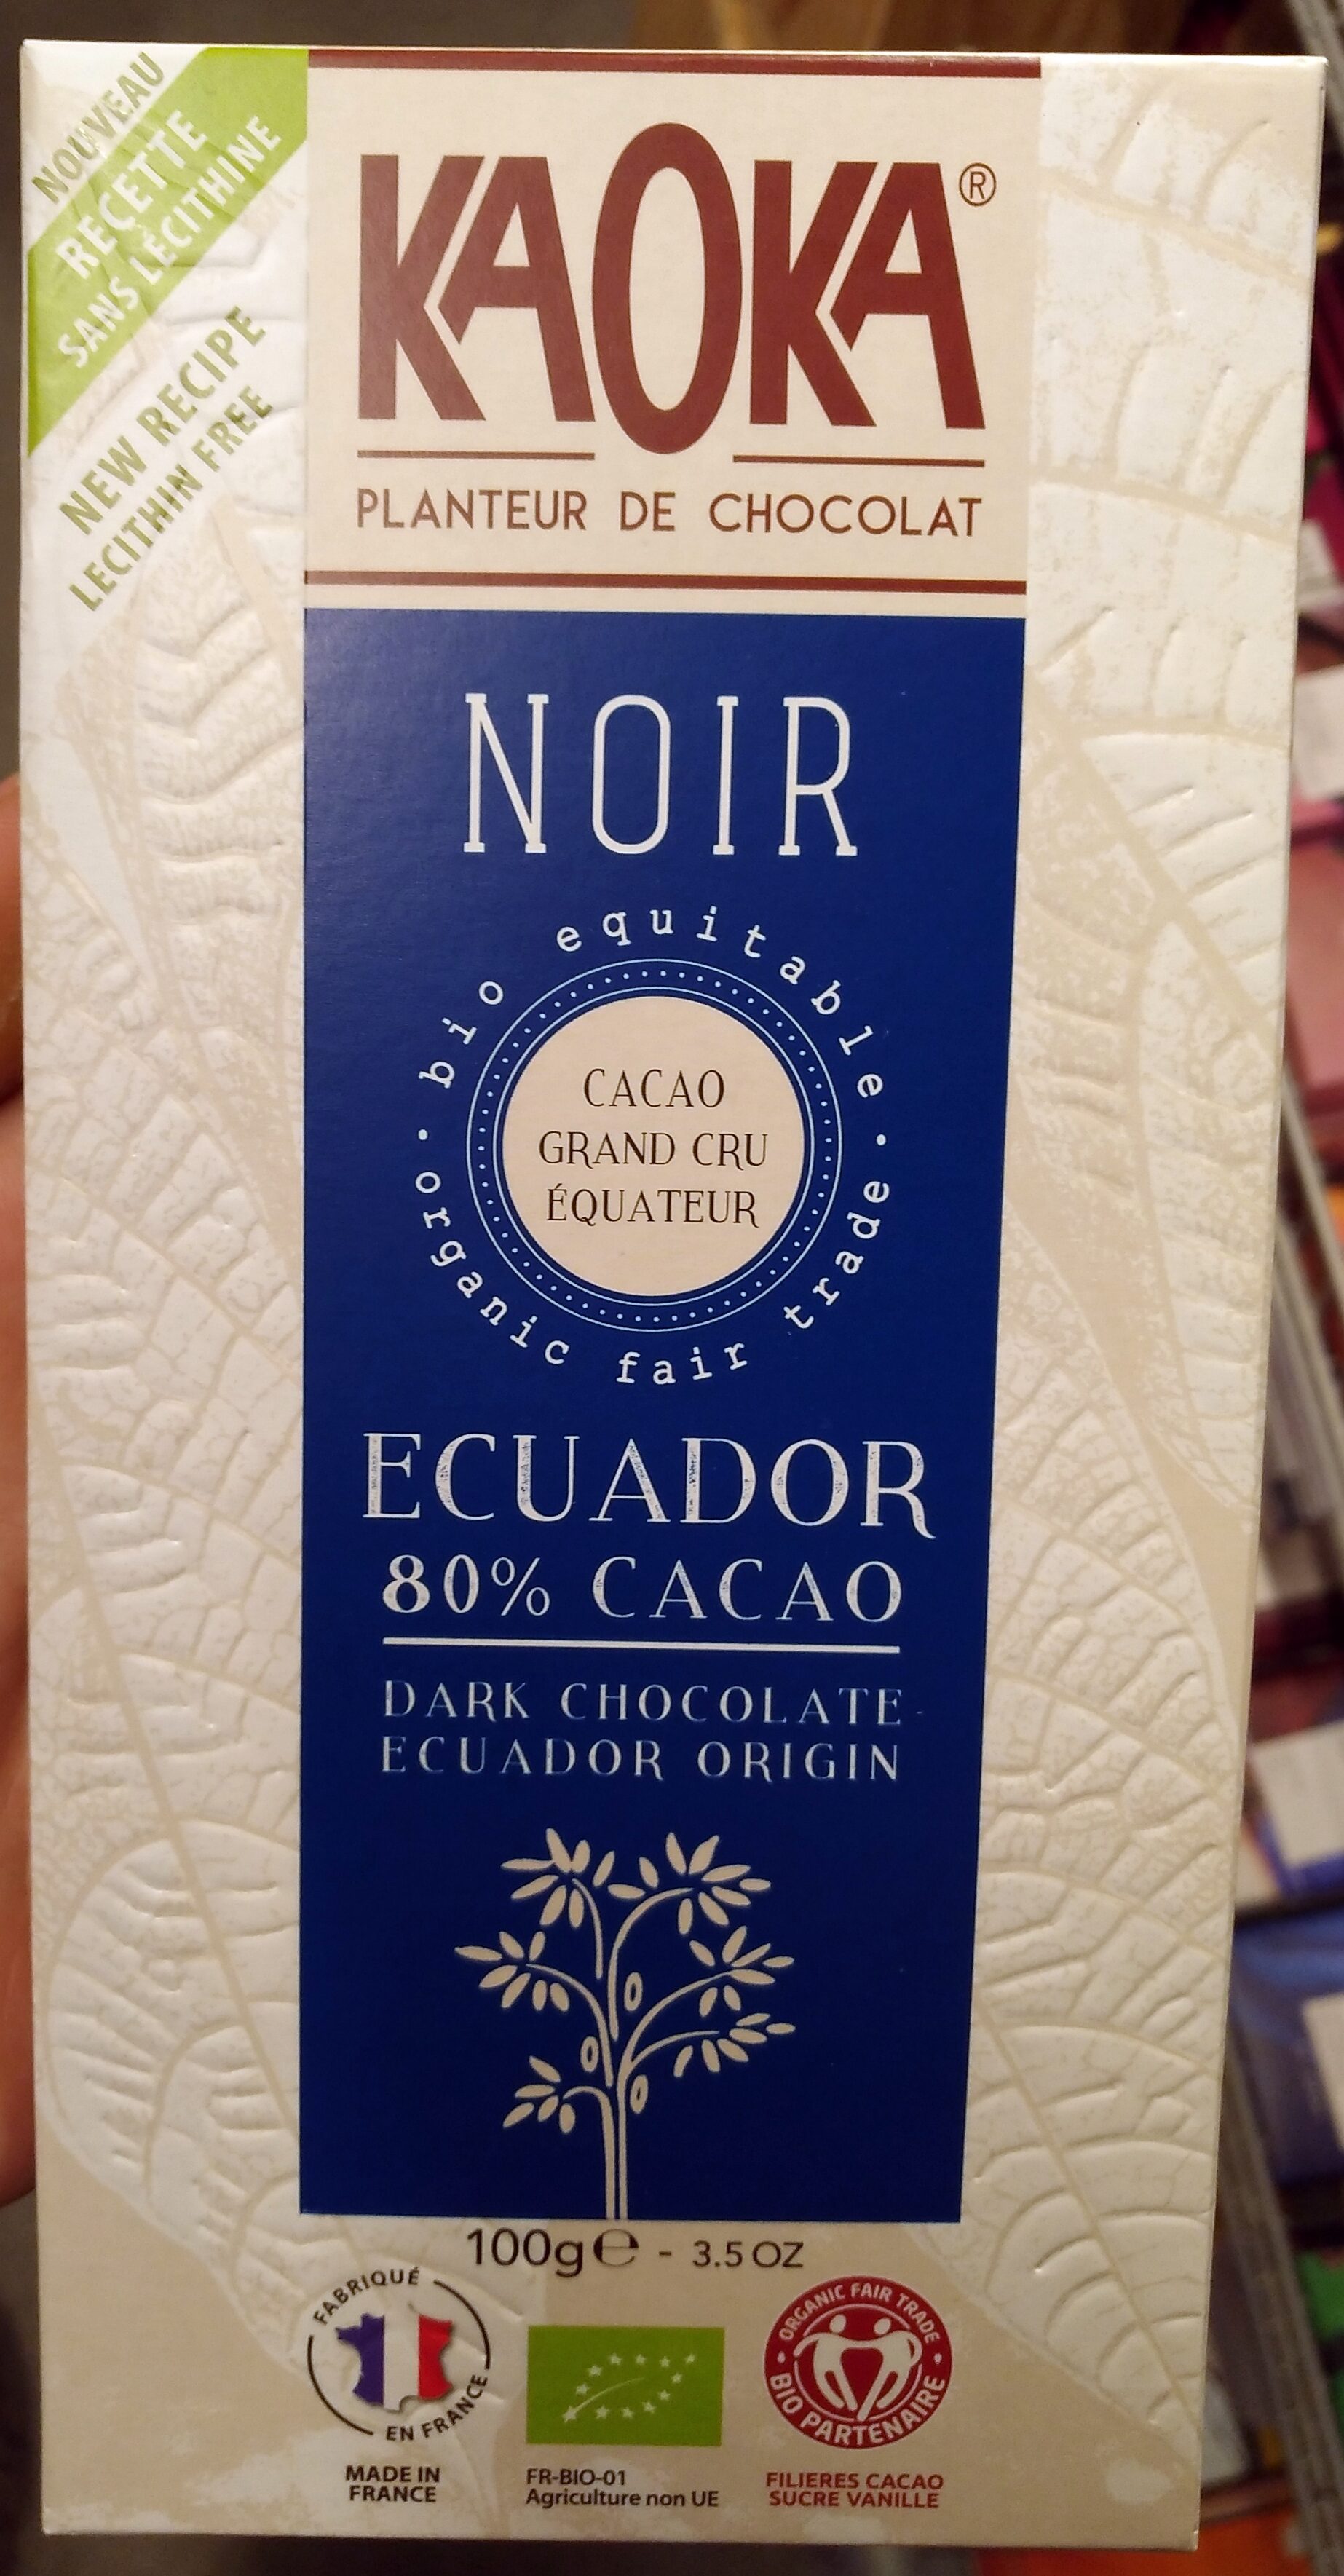 NOUVEAU
RECETTE
SANS LÉCITHINE
NEW RECIPE
LECITHIN FREE
KAOKA®
PLANTEUR DE CHOCOLAT
NOIR
bio equitable
CACAO
GRAND CRU
ÉQUATEUR
organic fair trade
ECUADOR
80% CACAO
DARK CHOCOLATE
ECUADOR ORIGIN
100g℮ - 3.5 OZ
FABRIQUÉ
EN FRANCE
MADE IN
FRANCE
FR-BIO-01
Agriculture non UE
ORGANIC FAIR TRADE
BIO PARTENAIRE
FILIERES CACAO
SUCRE VANILLE